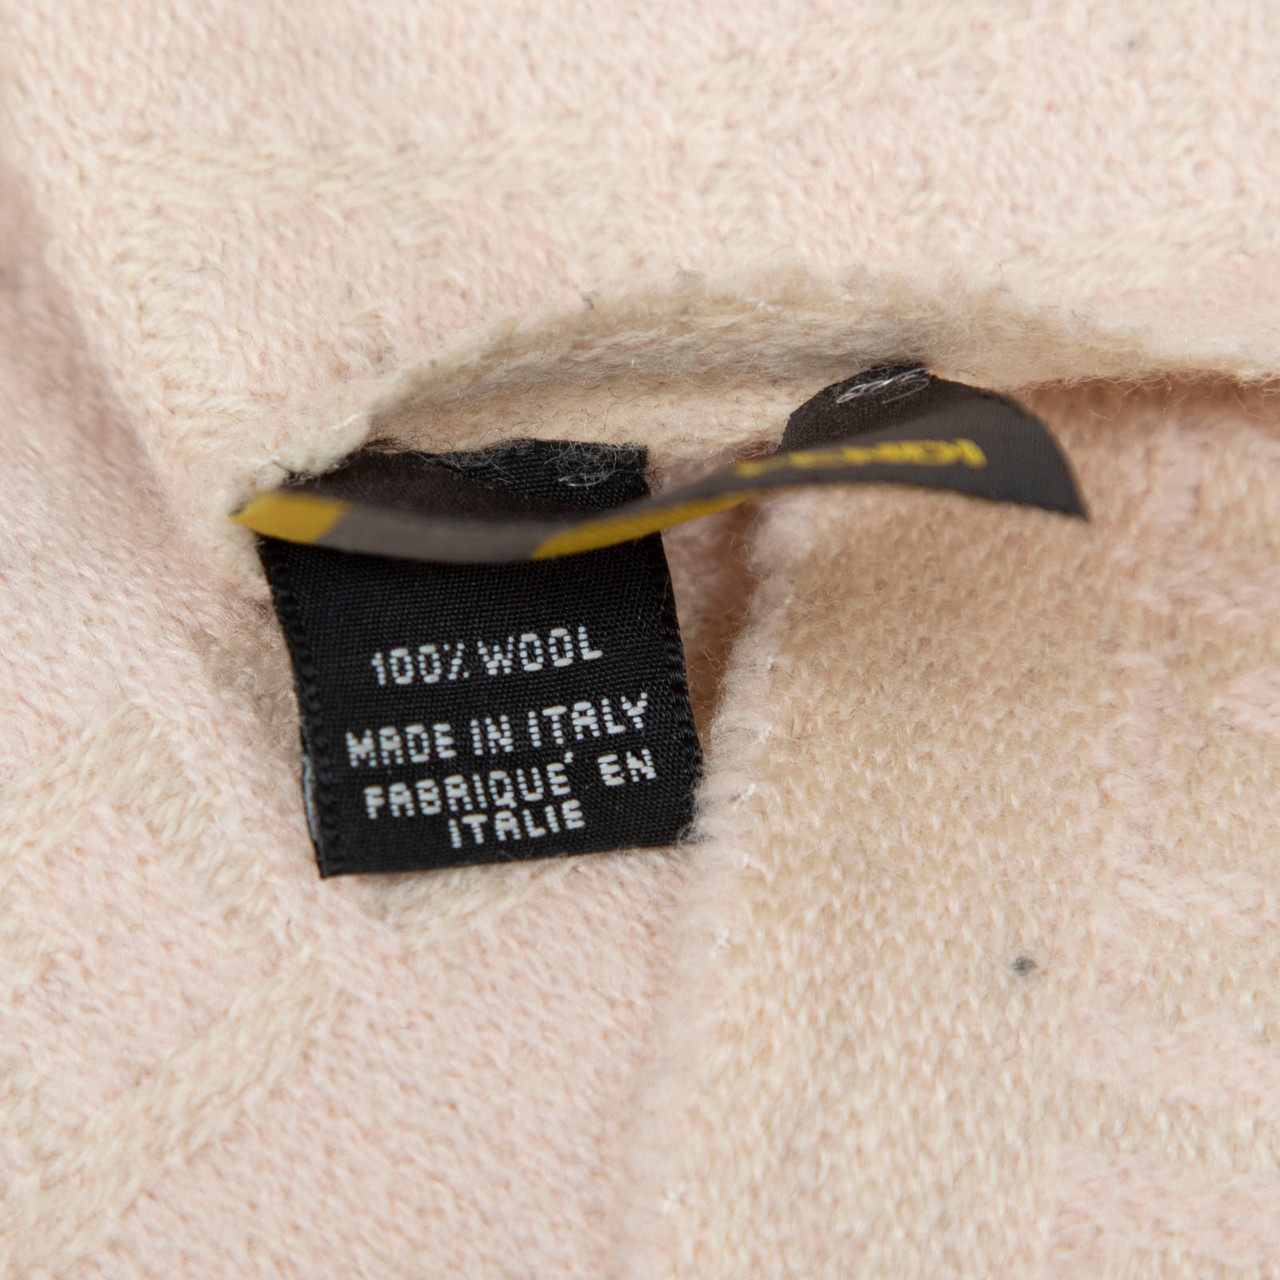 100% WOOL
MADE IN ITALY
FABRIQUE´ EN
ITALIE